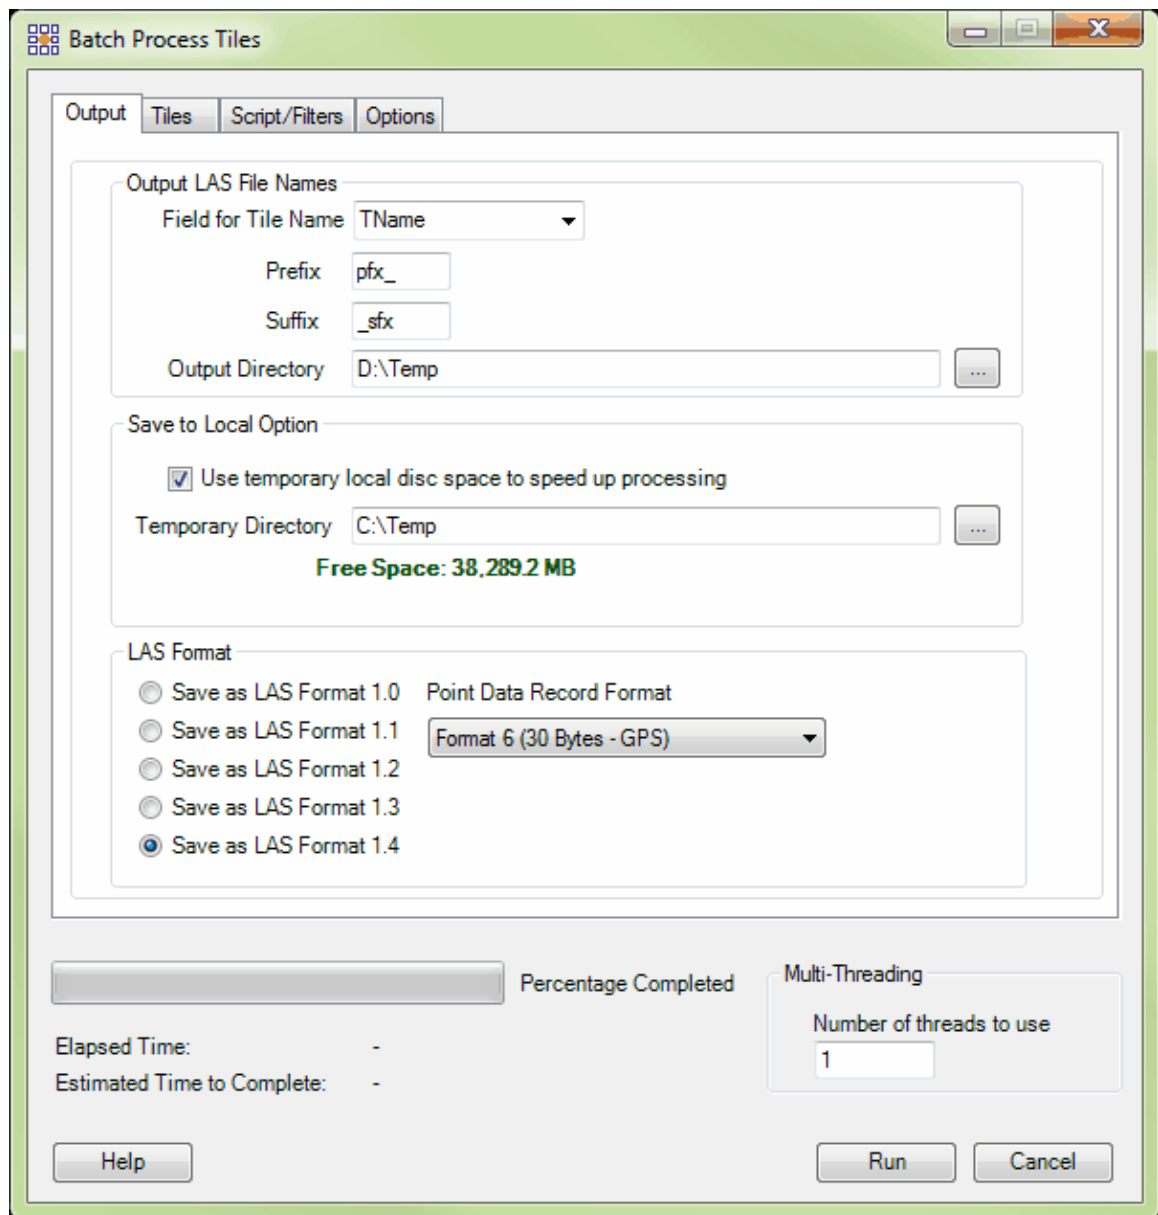 Batch Process Tiles
Output Tiles Script/Filters Options
Output LAS File Names
Field for Tile Name TName
Prefix pfx_
Suffix _sfx
Output Directory D:\Temp ...
Save to Local Option
Use temporary local disc space to speed up processing
Temporary Directory C:\Temp ...
Free Space: 38,289.2 MB
LAS Format
Save as LAS Format 1.0 Point Data Record Format
Save as LAS Format 1.1 Format 6 (30 Bytes - GPS)
Save as LAS Format 1.2
Save as LAS Format 1.3
Save as LAS Format 1.4
Percentage Completed Multi-Threading
Number of threads to use
Elapsed Time: - 1
Estimated Time to Complete: -
Help Run Cancel